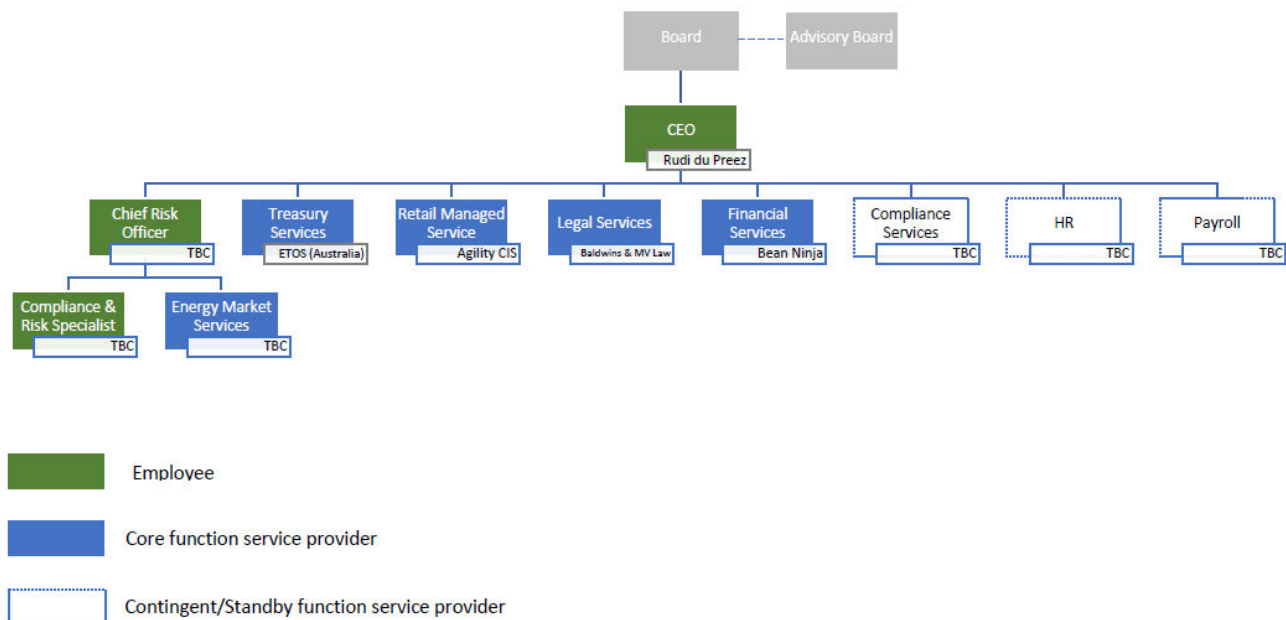 Board
Advisory Board
CEO
Rudi du Preez
Chief Risk
Officer
TBC
Treasury
Services
ETOS (Australia)
Retail Managed
Service
Agility CIS
Legal Services
Baldwins & MV Law
Financial
Services
Bean Ninja
Compliance
Services
TBC
HR
TBC
Payroll
TBC
Compliance &
Risk Specialist
TBC
Energy Market
Services
TBC
Employee
Core function service provider
Contingent/Standby function service provider